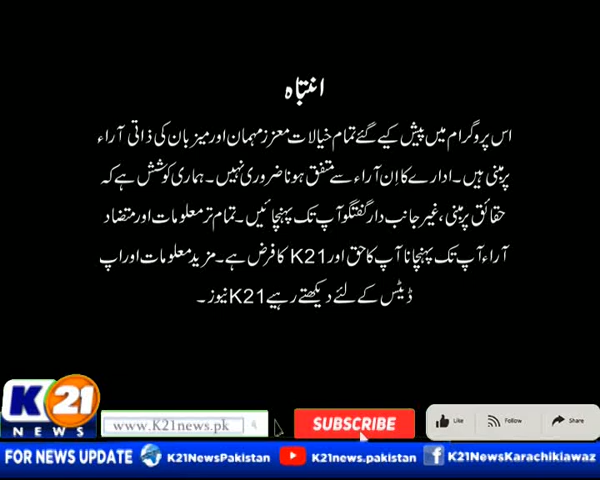 انتباہ
اس پروگرام میں پیش کیے گئے تمام خیالات معزز مہمان اور میزبان کی ذاتی آراء
پر مبنی ہیں۔ ادارے کا اِن آراء سے متفق ہونا ضروری نہیں۔ ہماری کوشش ہے کہ
حقائق پر مبنی، غیر جانب دار گفتگو آپ تک پہنچائیں۔ تمام تر معلومات اور متضاد
آراء آپ تک پہنچانا آپ کا حق اور K21 کا فرض ہے۔ مزید معلومات اور اپ
ڈیٹس کے لئے دیکھتے رہیے K21 نیوز۔
K21
NEWS
www.K21news.pk
SUBSCRIBE
Like
Follow
Share
FOR NEWS UPDATE K21NewsPakistan K21news.pakistan K21NewsKarachikiawaz